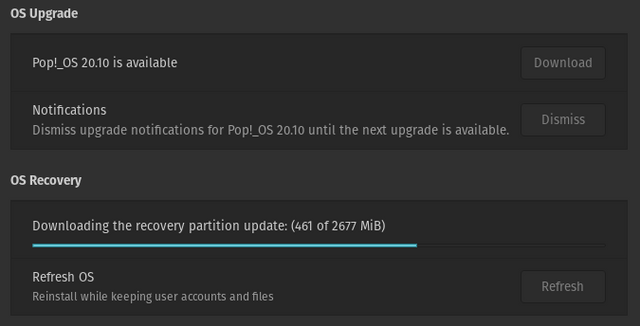 OS Upgrade
Pop!_OS 20.10 is available
Download
Notifications
Dismiss upgrade notifications for Pop!_OS 20.10 until the next upgrade is available.
Dismiss
OS Recovery
Downloading the recovery partition update: (461 of 2677 MiB)
Refresh OS
Reinstall while keeping user accounts and files
Refresh